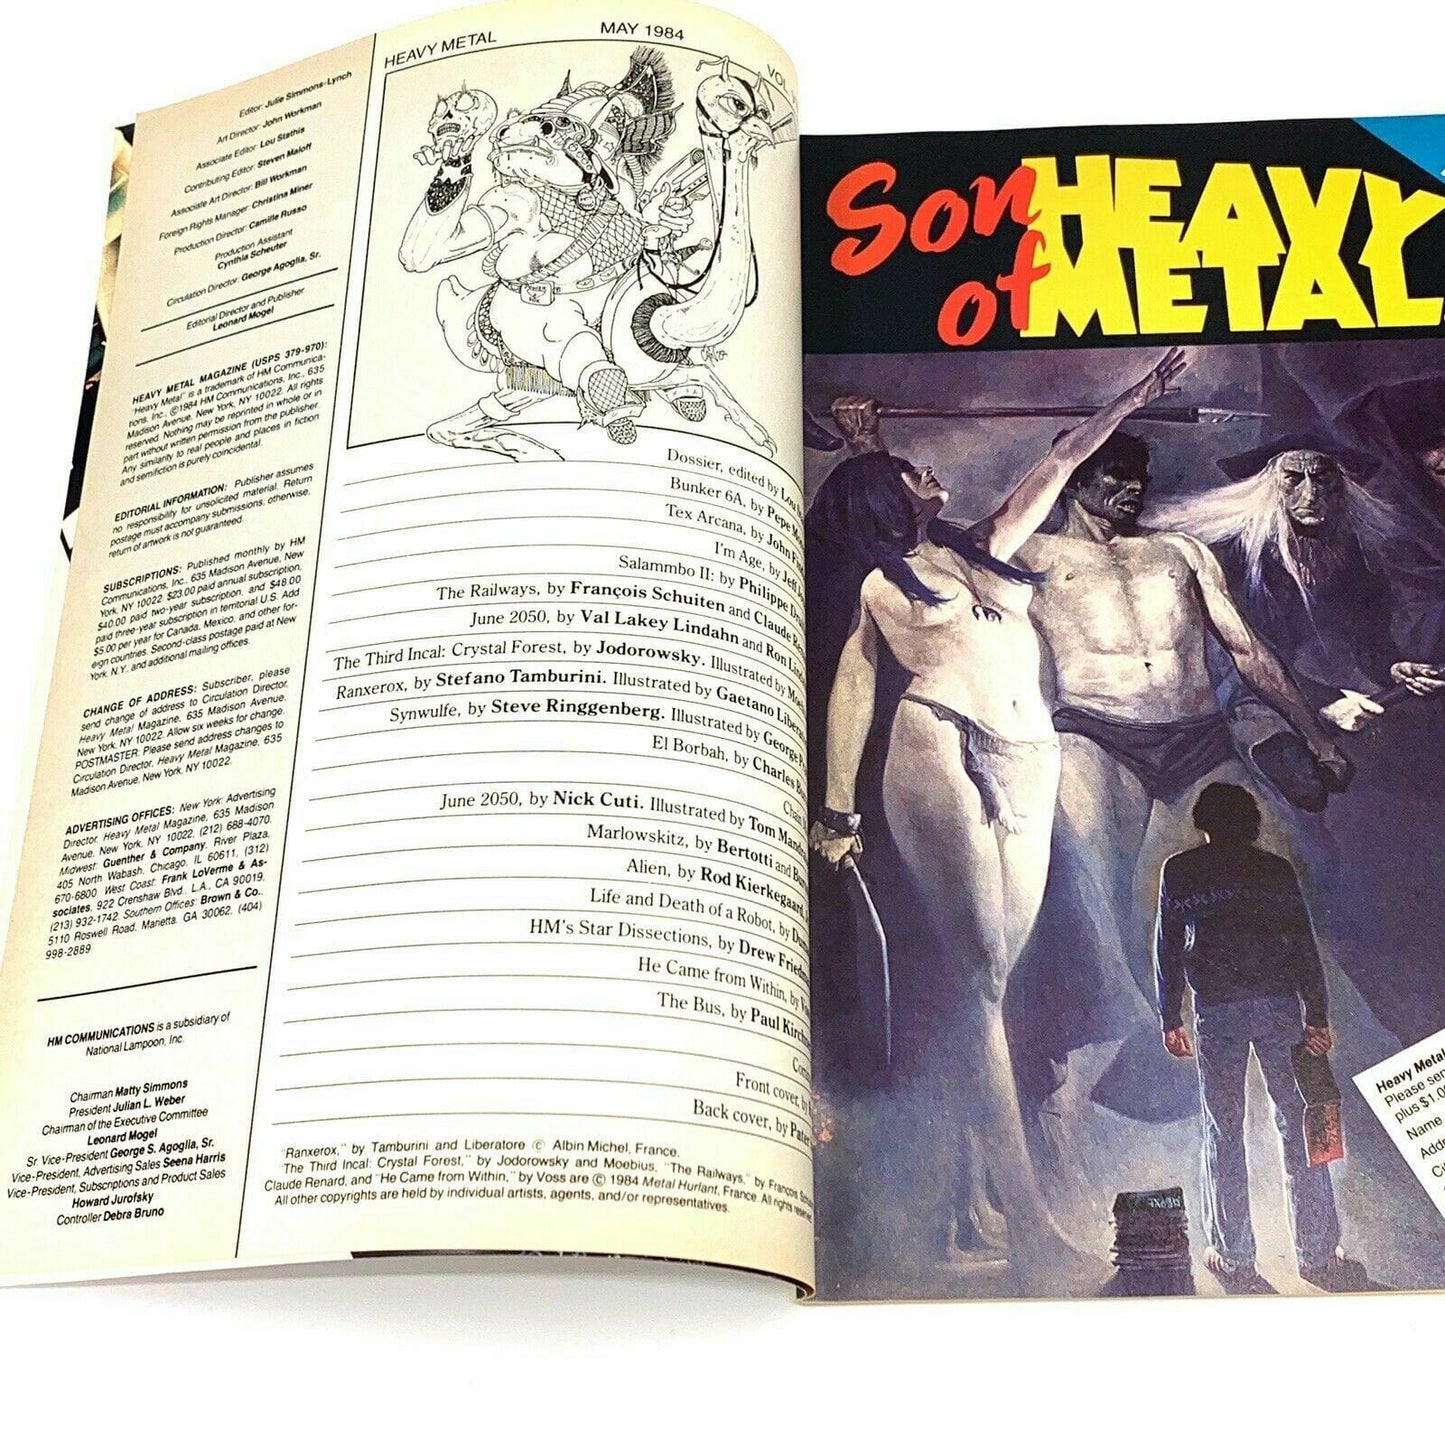 HEAVY METAL
MAY 1984
VOL.
Editor: Julie Simmons-Lynch
Art Director: John Workman
Associate Editor: Lou Stathis
Contributing Editor: Steven Maloff
Associate Art Director: Bill Workman
Foreign Rights Manager: Christina Miner
Production Director: Camille Russo
Production Assistant
Cynthia Scheuter
Circulation Director: George Agoglia, Sr.
Editorial Director and Publisher
Leonard Mogel
HEAVY METAL MAGAZINE (USPS 379-970):
"Heavy Metal" is a trademark of HM Communica-
tions, Inc., ©1984 HM Communications, Inc., 635
Madison Avenue, New York, NY 10022. All rights
reserved. Nothing may be reprinted in whole or in
part without written permission from the publisher.
Any similarity to real people and places in fiction
and semifiction is purely coincidental.
EDITORIAL INFORMATION: Publisher assumes
no responsibility for unsolicited material. Return
postage must accompany submissions; otherwise,
return of artwork is not guaranteed.
SUBSCRIPTIONS: Published monthly by HM
Communications, Inc., 635 Madison Avenue, New
York, NY 10022. $23.00 paid annual subscription,
$40.00 paid two-year subscription, and $48.00
paid three-year subscription in territorial U.S. Add
$5.00 per year for Canada, Mexico, and other for-
eign countries. Second-class postage paid at New
York, N.Y., and additional mailing offices.
CHANGE OF ADDRESS: Subscriber, please
send change of address to Circulation Director,
Heavy Metal Magazine, 635 Madison Avenue,
New York, NY 10022. Allow six weeks for change.
POSTMASTER: Please send address changes to
Circulation Director, Heavy Metal Magazine, 635
Madison Avenue, New York, NY 10022.
ADVERTISING OFFICES: New York: Advertising
Director, Heavy Metal Magazine, 635 Madison
Avenue, New York, NY 10022. (212) 688-4070.
Midwest: Guenther & Company, River Plaza,
405 North Wabash, Chicago, IL 60611, (312)
670-6800 West Coast: Frank LoVerme & As-
sociates, 922 Crenshaw Blvd., L.A., CA 90019,
(213) 932-1742. Southern Offices: Brown & Co.,
5110 Roswell Road, Marietta, GA 30062, (404)
998-2889
HM COMMUNICATIONS is a subsidiary of
National Lampoon, Inc.
Chairman Matty Simmons
President Julian L. Weber
Chairman of the Executive Committee
Leonard Mogel
Sr. Vice-President George S. Agoglia, Sr.
Vice-President, Advertising Sales Seena Harris
Vice-President, Subscriptions and Product Sales
Howard Jurofsky
Controller Debra Bruno
Dossier, edited by Lou
Bunker 6A, by Pepe
Tex Arcana, by John
I'm Age, by Jeff
Salammbo II: by Philippe
The Railways, by François Schuiten and Claude
June 2050, by Val Lakey Lindahn and Ron
The Third Incal: Crystal Forest, by Jodorowsky. Illustrated by
Ranxerox, by Stefano Tamburini. Illustrated by Gaetano
Synwulfe, by Steve Ringgenberg. Illustrated by George
El Borbah, by Charles
June 2050, by Nick Cuti. Illustrated by Tom
Marlowskitz, by Bertotti and
Alien, by Rod Kierkegaard,
Life and Death of a Robot, by
HM's Star Dissections, by Drew
He Came from Within, by
The Bus, by Paul
Front cover, by
Back cover, by
"Ranxerox," by Tamburini and Liberatore © Albin Michel, France.
"The Third Incal: Crystal Forest," by Jodorowsky and Moebius, "The Railways," by François
Claude Renard, and "He Came from Within," by Voss are © 1984 Metal Hurlant, France. All rights
All other copyrights are held by individual artists, agents, and/or representatives.
Son of HEAVY
METAL
Heavy Metal
Please
plus
Name